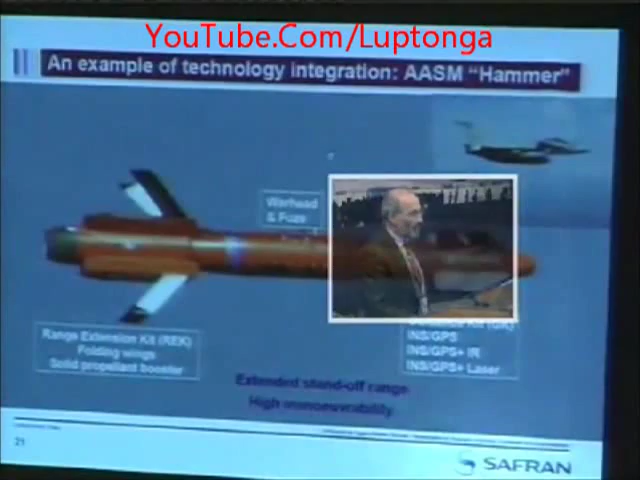 YouTube.Com/Luptonga
An example of technology integration: AASM "Hammer"
Warhead
& Fuze
Range Extension Kit (REK)
Folding wings
Solid propellant booster
INS/GPS
INS/GPS+ IR
INS/GPS+ Laser
Extended stand-off range
High manoeuvrability
21
SAFRAN